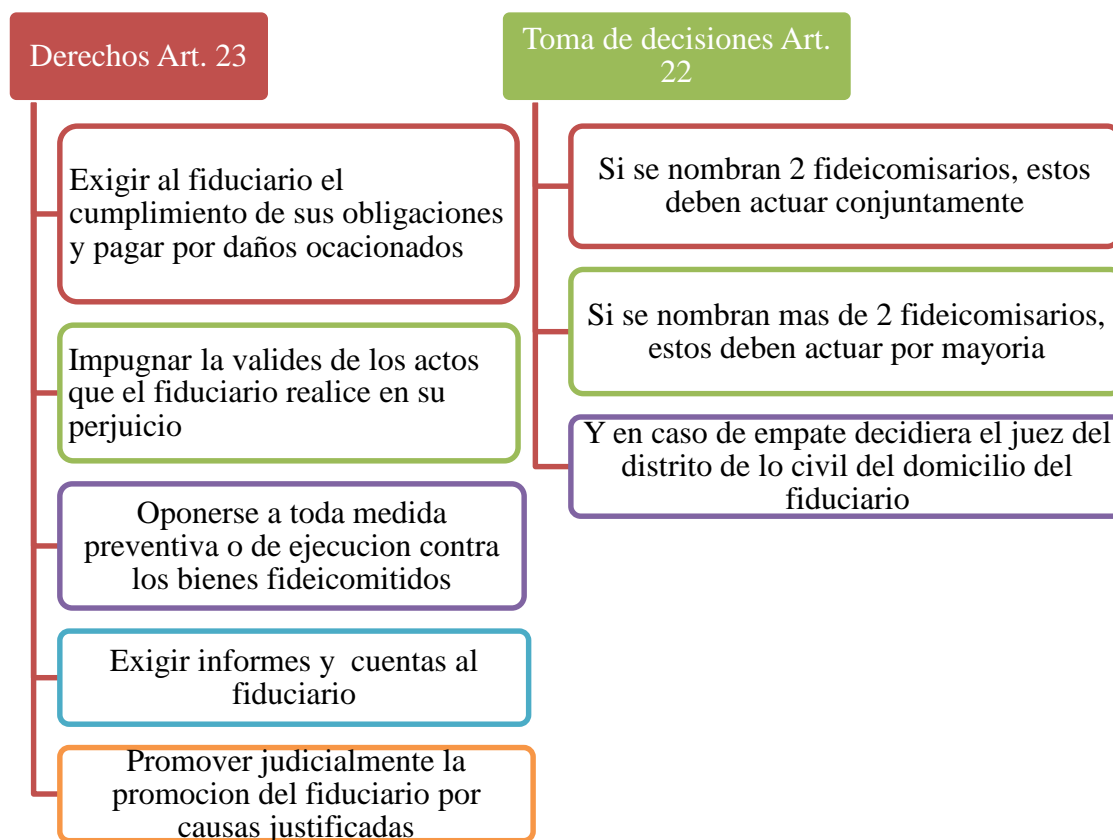 Derechos Art. 23
Exigir al fiduciario el
cumplimiento de sus obligaciones
y pagar por daños ocacionados
Impugnar la valides de los actos
que el fiduciario realice en su
perjuicio
Oponerse a toda medida
preventiva o de ejecucion contra
los bienes fideicomitidos
Exigir informes y cuentas al
fiduciario
Promover judicialmente la
promocion del fiduciario por
causas justificadas
Toma de decisiones Art.
22
Si se nombran 2 fideicomisarios, estos
deben actuar conjuntamente
Si se nombran mas de 2 fideicomisarios,
estos deben actuar por mayoria
Y en caso de empate decidiera el juez del
distrito de lo civil del domicilio del
fiduciario